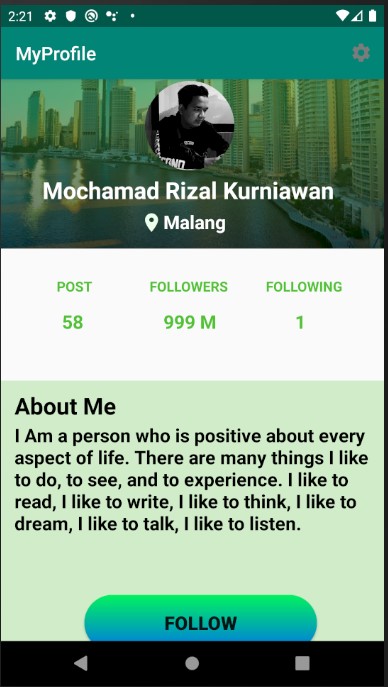 2:21
MyProfile
Mochamad Rizal Kurniawan
Malang
POST FOLLOWERS FOLLOWING
58 999 M 1
About Me
I Am a person who is positive about every
aspect of life. There are many things I like
to do, to see, and to experience. I like to
read, I like to write, I like to think, I like to
dream, I like to talk, I like to listen.
FOLLOW